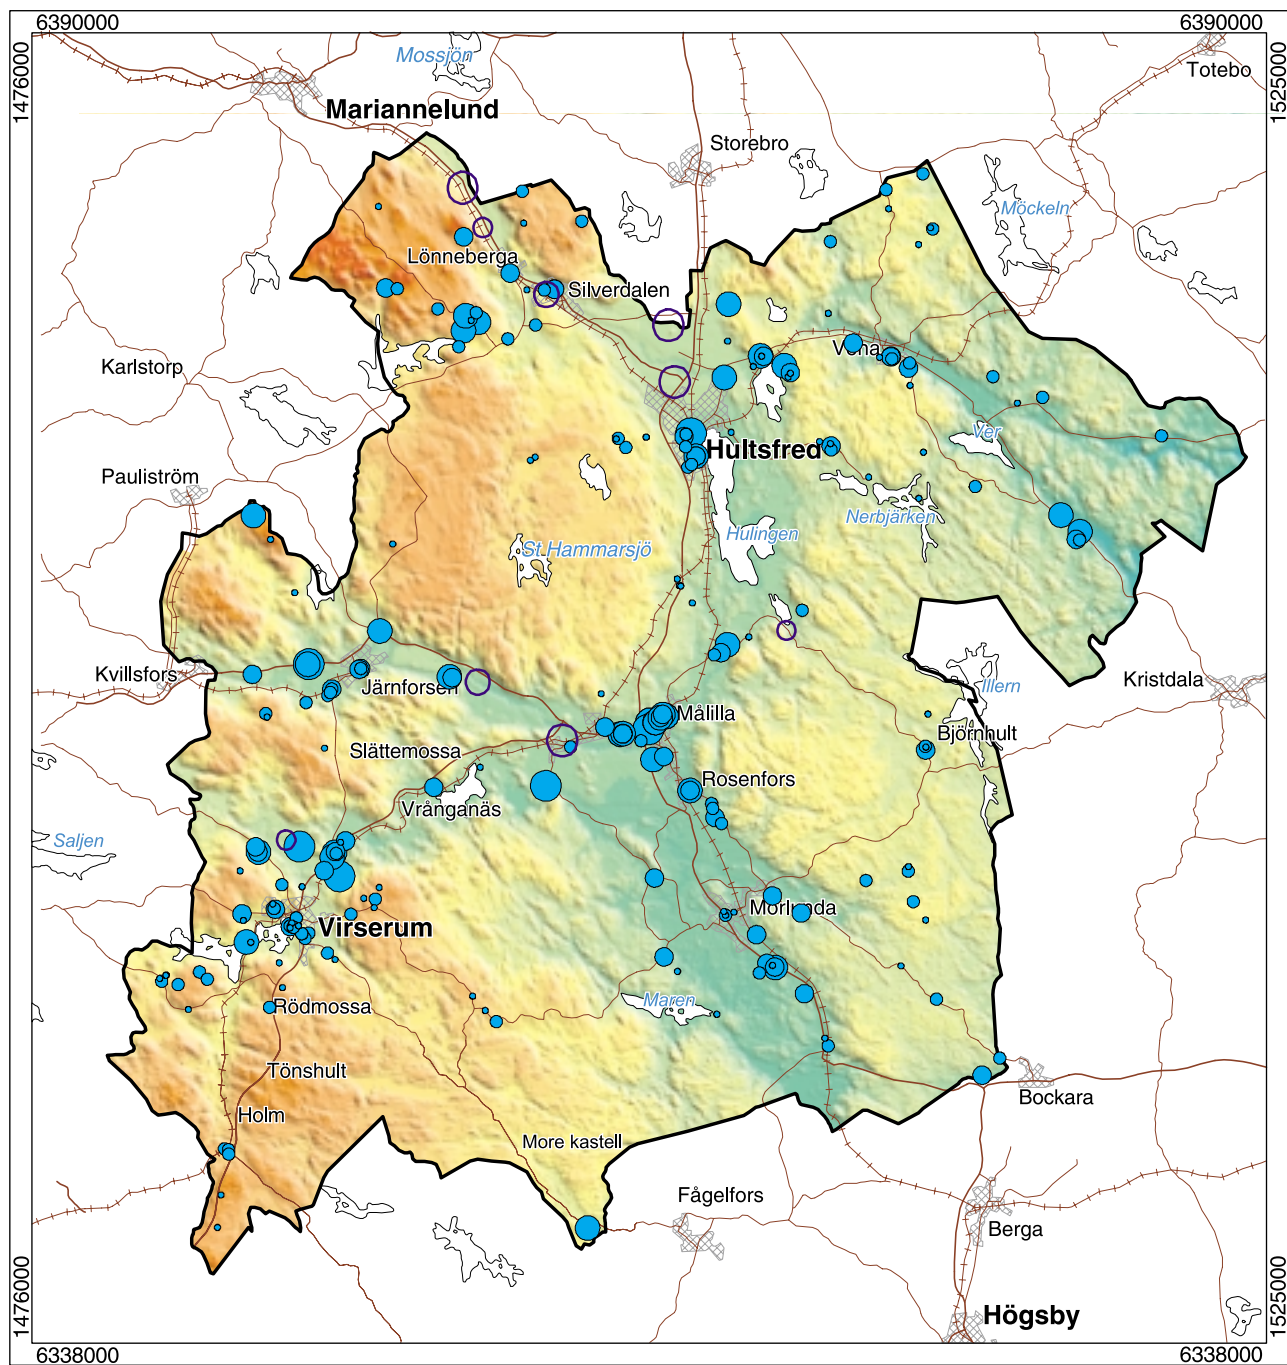 6390000
6390000
1476000
1525000
Mossjön
Totebo
Mariannelund
Storebro
Möckeln
Lönneberga
Silverdalen
Vena
Karlstorp
Ver
Hultsfred
Pauliström
Nerbjärken
Hulingen
St Hammarsjö
Kvillsfors
Järnforsen
Illern
Kristdala
Målilla
Björnhult
Slättemossa
Rosenfors
Vrånganäs
Saljen
Mörlunda
Virserum
Maren
Rödmossa
Tönshult
Bockara
Holm
More kastell
Fågelfors
Berga
Högsby
1476000
1525000
6338000
6338000